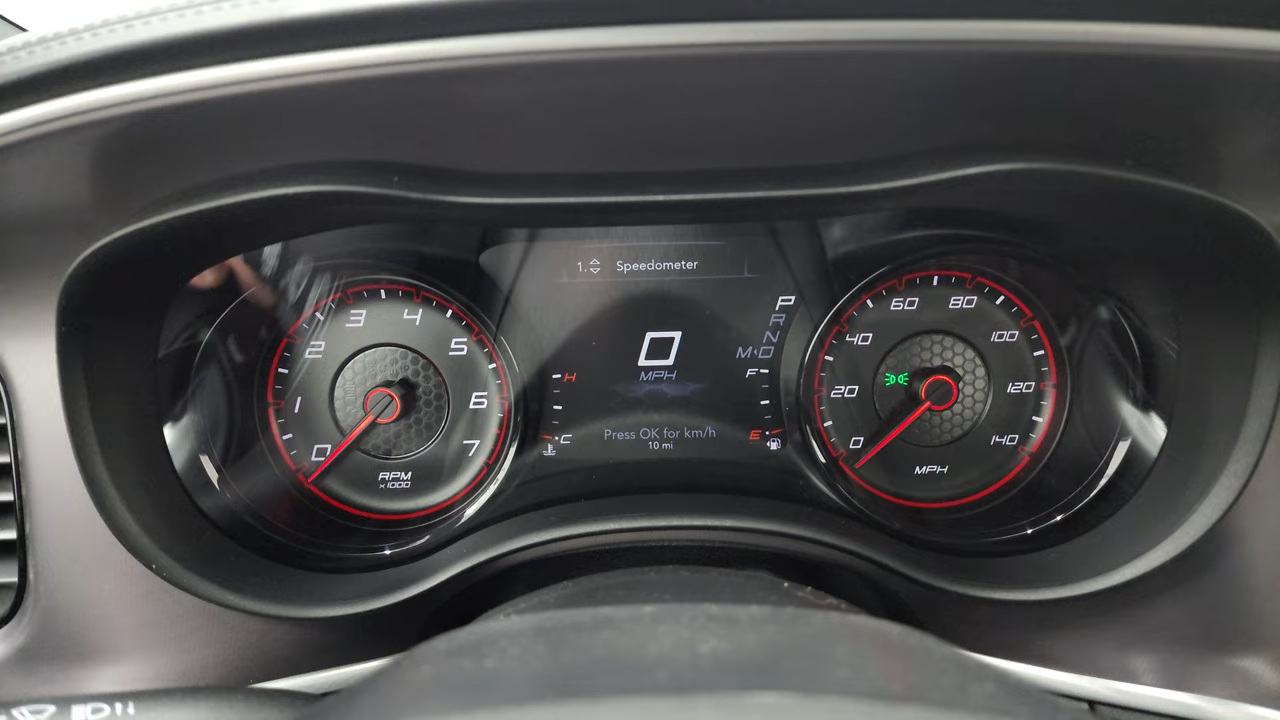 1. Speedometer
0 1 2 3 4 5 6 7
RPM
x1000
H
C
0
MPH
Press OK for km/h
10 mi
P
R
N
M D
F
E
0 20 40 60 80 100 120 140
MPH